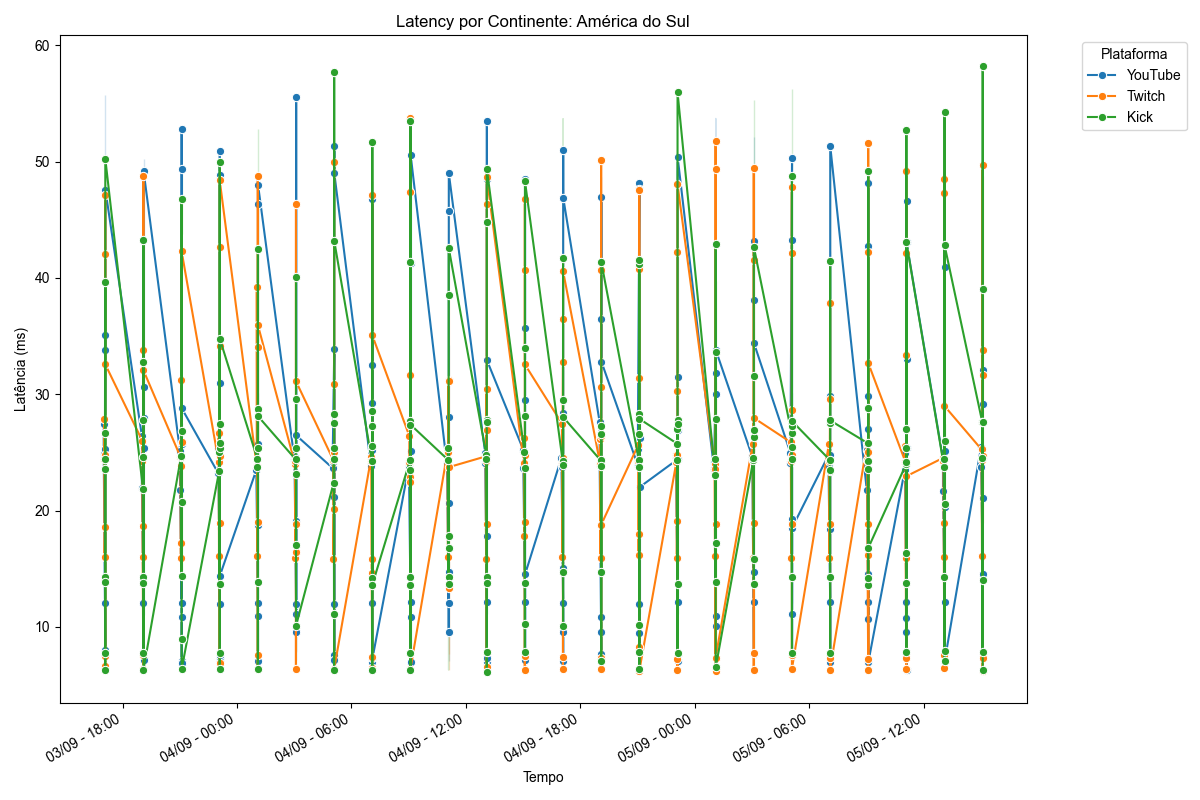 Latency por Continente: América do Sul
Plataforma
YouTube
Twitch
Kick
Latência (ms)
60
50
40
30
20
10
03/09 - 18:00
04/09 - 00:00
04/09 - 06:00
04/09 - 12:00
04/09 - 18:00
05/09 - 00:00
05/09 - 06:00
05/09 - 12:00
Tempo